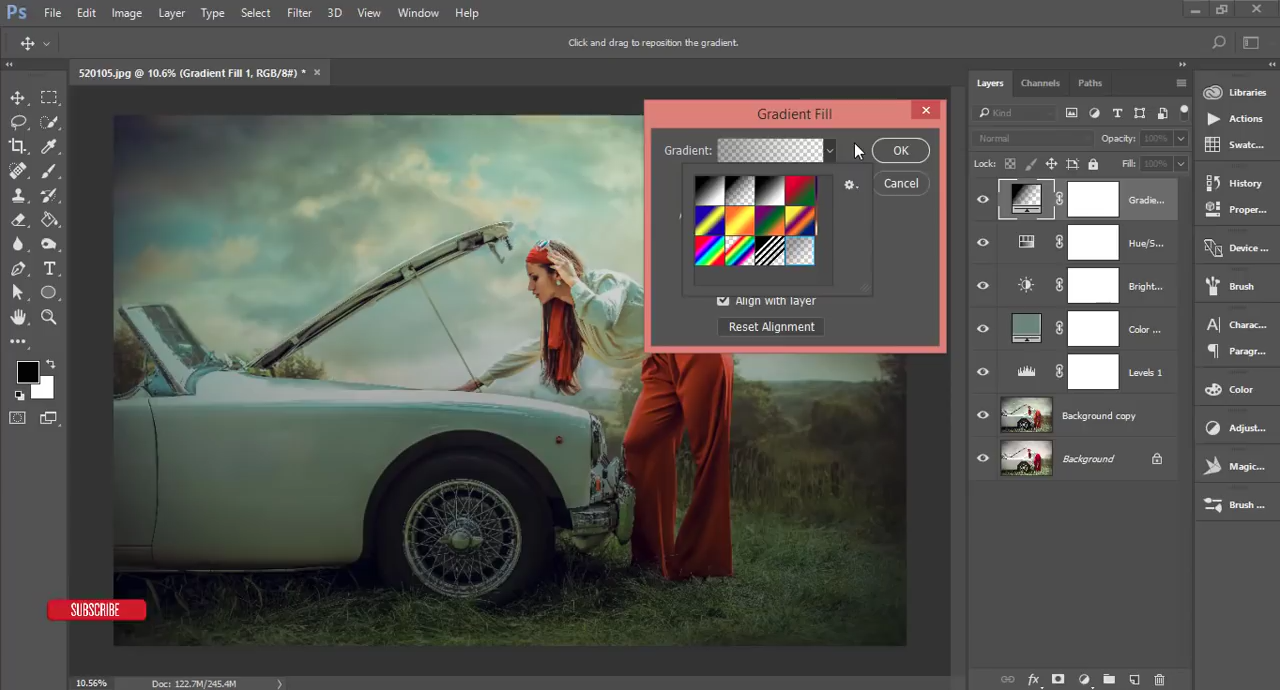 Ps File Edit Image Layer Type Select Filter 3D View Window Help
Click and drag to reposition the gradient.
520105.jpg @ 10.6% (Gradient Fill 1, RGB/8#) *
Gradient Fill
Gradient:
OK
Cancel
Align with layer
Reset Alignment
Layers Channels Paths
Kind
Normal Opacity: 100%
Lock: Fill: 100%
Gradie...
Hue/S...
Bright...
Color ...
Levels 1
Background copy
Background
Libraries
Actions
Swatc...
History
Proper...
Device ...
Brush
Charac...
Paragr...
Color
Adjust...
Magic...
Brush ...
SUBSCRIBE
10.56% Doc: 122.7M/245.4M